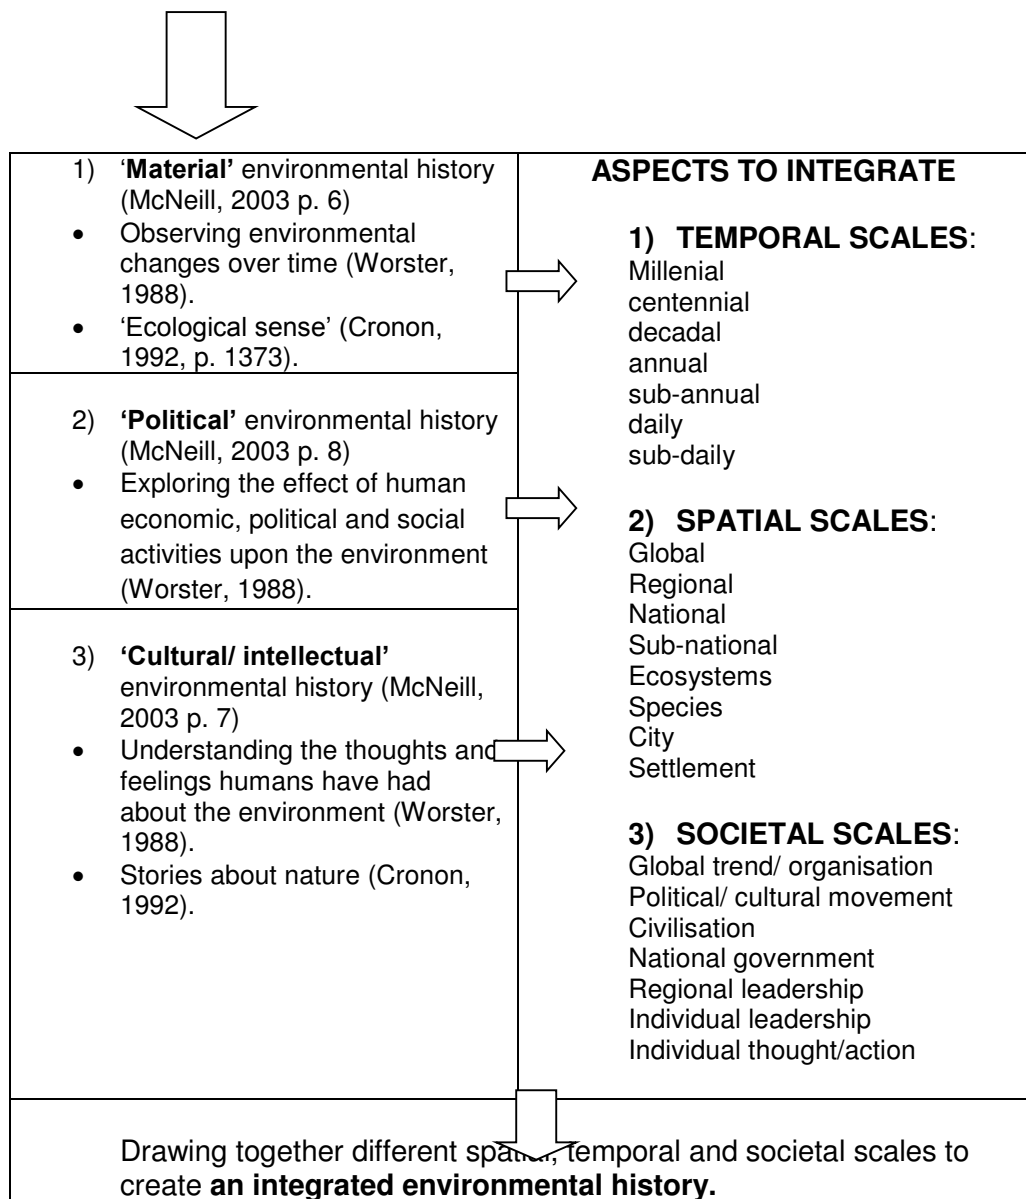 1) ‘Material’ environmental history
(McNeill, 2003 p. 6)
• Observing environmental
changes over time (Worster,
1988).
• ‘Ecological sense’ (Cronon,
1992, p. 1373).
2) ‘Political’ environmental history
(McNeill, 2003 p. 8)
• Exploring the effect of human
economic, political and social
activities upon the environment
(Worster, 1988).
3) ‘Cultural/ intellectual’
environmental history (McNeill,
2003 p. 7)
• Understanding the thoughts and
feelings humans have had
about the environment (Worster,
1988).
• Stories about nature (Cronon,
1992).
ASPECTS TO INTEGRATE
1) TEMPORAL SCALES:
Millenial
centennial
decadal
annual
sub-annual
daily
sub-daily
2) SPATIAL SCALES:
Global
Regional
National
Sub-national
Ecosystems
Species
City
Settlement
3) SOCIETAL SCALES:
Global trend/ organisation
Political/ cultural movement
Civilisation
National government
Regional leadership
Individual leadership
Individual thought/action
Drawing together different spatial, temporal and societal scales to
create an integrated environmental history.